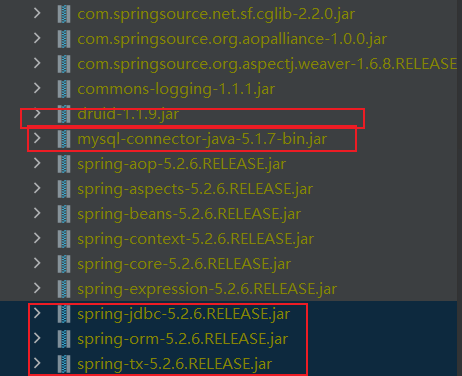 com.springsource.net.sf.cglib-2.2.0.jar
com.springsource.org.aopalliance-1.0.0.jar
com.springsource.org.aspectj.weaver-1.6.8.RELEASE
commons-logging-1.1.1.jar
druid-1.1.9.jar
mysql-connector-java-5.1.7-bin.jar
spring-aop-5.2.6.RELEASE.jar
spring-aspects-5.2.6.RELEASE.jar
spring-beans-5.2.6.RELEASE.jar
spring-context-5.2.6.RELEASE.jar
spring-core-5.2.6.RELEASE.jar
spring-expression-5.2.6.RELEASE.jar
spring-jdbc-5.2.6.RELEASE.jar
spring-orm-5.2.6.RELEASE.jar
spring-tx-5.2.6.RELEASE.jar